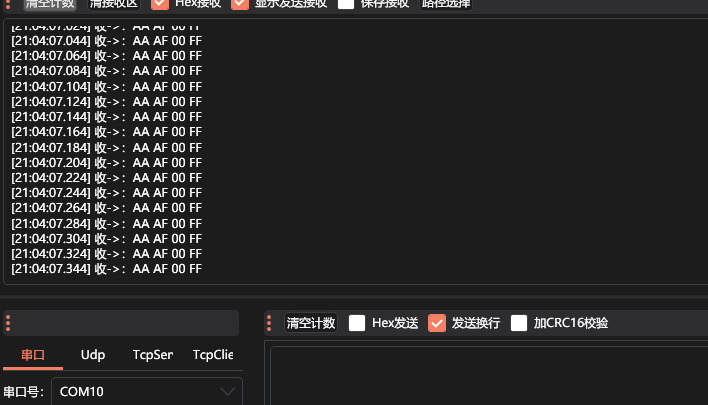 清空计数 清接收区 Hex接收 显示发送接收 保存接收 路径选择
[21:04:07.024] 收->: AA AF 00 FF
[21:04:07.044] 收->: AA AF 00 FF
[21:04:07.064] 收->: AA AF 00 FF
[21:04:07.084] 收->: AA AF 00 FF
[21:04:07.104] 收->: AA AF 00 FF
[21:04:07.124] 收->: AA AF 00 FF
[21:04:07.144] 收->: AA AF 00 FF
[21:04:07.164] 收->: AA AF 00 FF
[21:04:07.184] 收->: AA AF 00 FF
[21:04:07.204] 收->: AA AF 00 FF
[21:04:07.224] 收->: AA AF 00 FF
[21:04:07.244] 收->: AA AF 00 FF
[21:04:07.264] 收->: AA AF 00 FF
[21:04:07.284] 收->: AA AF 00 FF
[21:04:07.304] 收->: AA AF 00 FF
[21:04:07.324] 收->: AA AF 00 FF
[21:04:07.344] 收->: AA AF 00 FF
清空计数 Hex发送 发送换行 加CRC16校验
串口 Udp TcpSer TcpClie
串口号: COM10